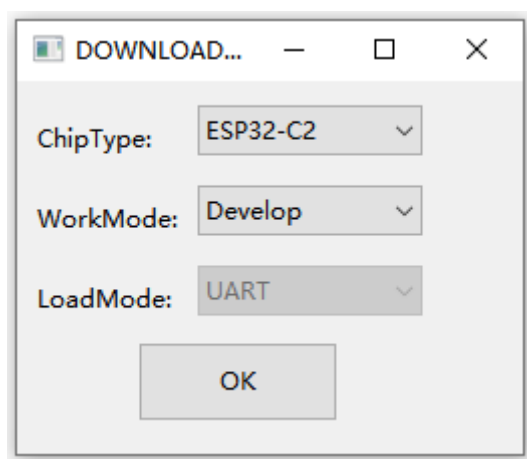 DOWNLOAD...
ChipType: ESP32-C2
WorkMode: Develop
LoadMode: UART
OK